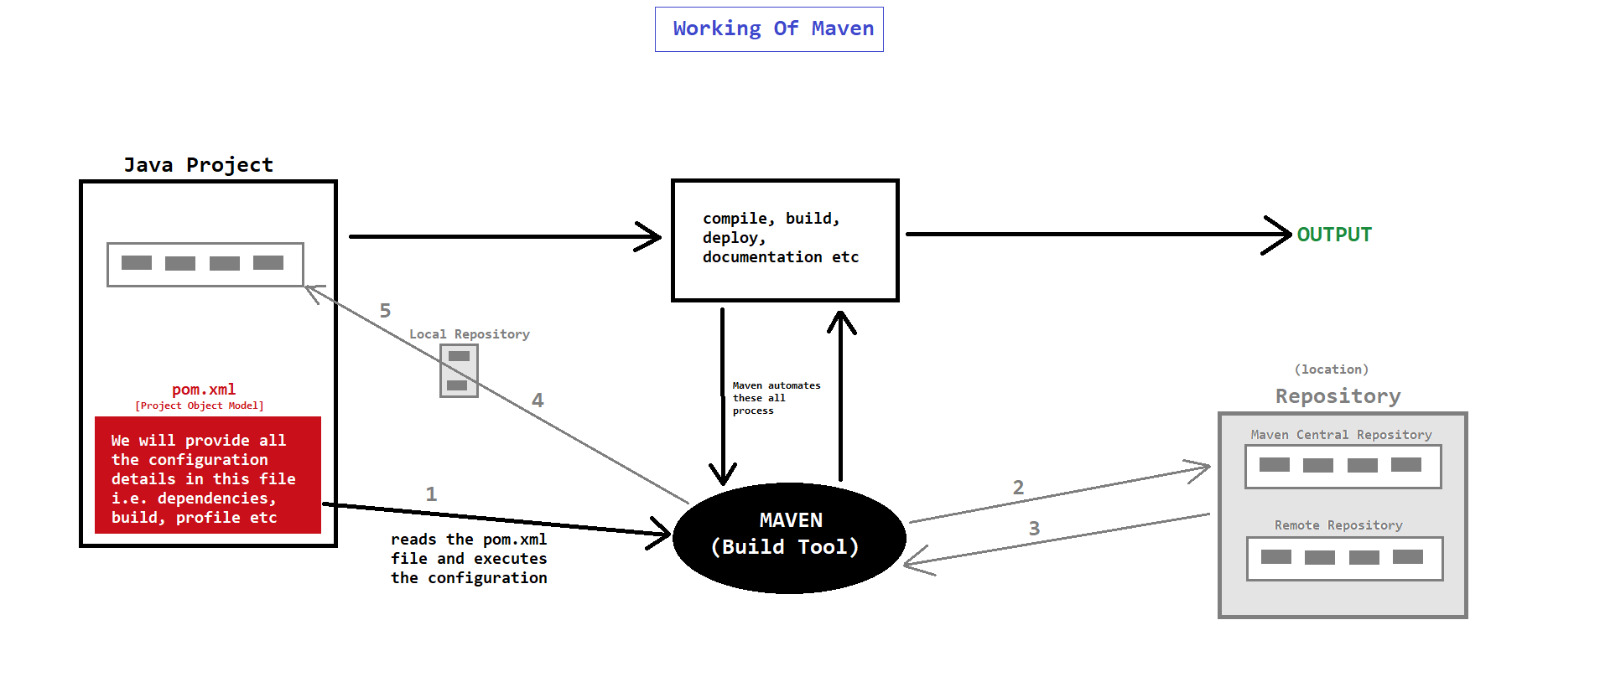 Working Of Maven
Java Project
compile, build,
deploy,
documentation etc
OUTPUT
5
Local Repository
4
pom.xml
[Project Object Model]
We will provide all
the configuration
details in this file
i.e. dependencies,
build, profile etc
1
reads the pom.xml
file and executes
the configuration
Maven automates
these all
process
MAVEN
(Build Tool)
2
3
(location)
Repository
Maven Central Repository
Remote Repository